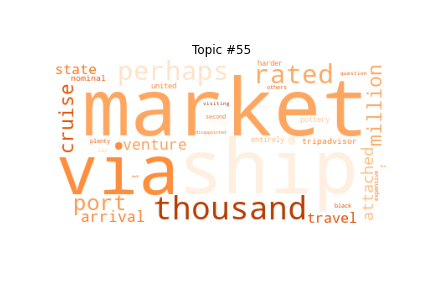 Topic #55
state
nominal
perhaps
rated
harder
tripadvisor
question
cruise
united
others
million
market
visiting
second
pottery
plenty
venture
disappointed
entirely
via
ship
attached
expensive
port
arrival
thousand
black
travel